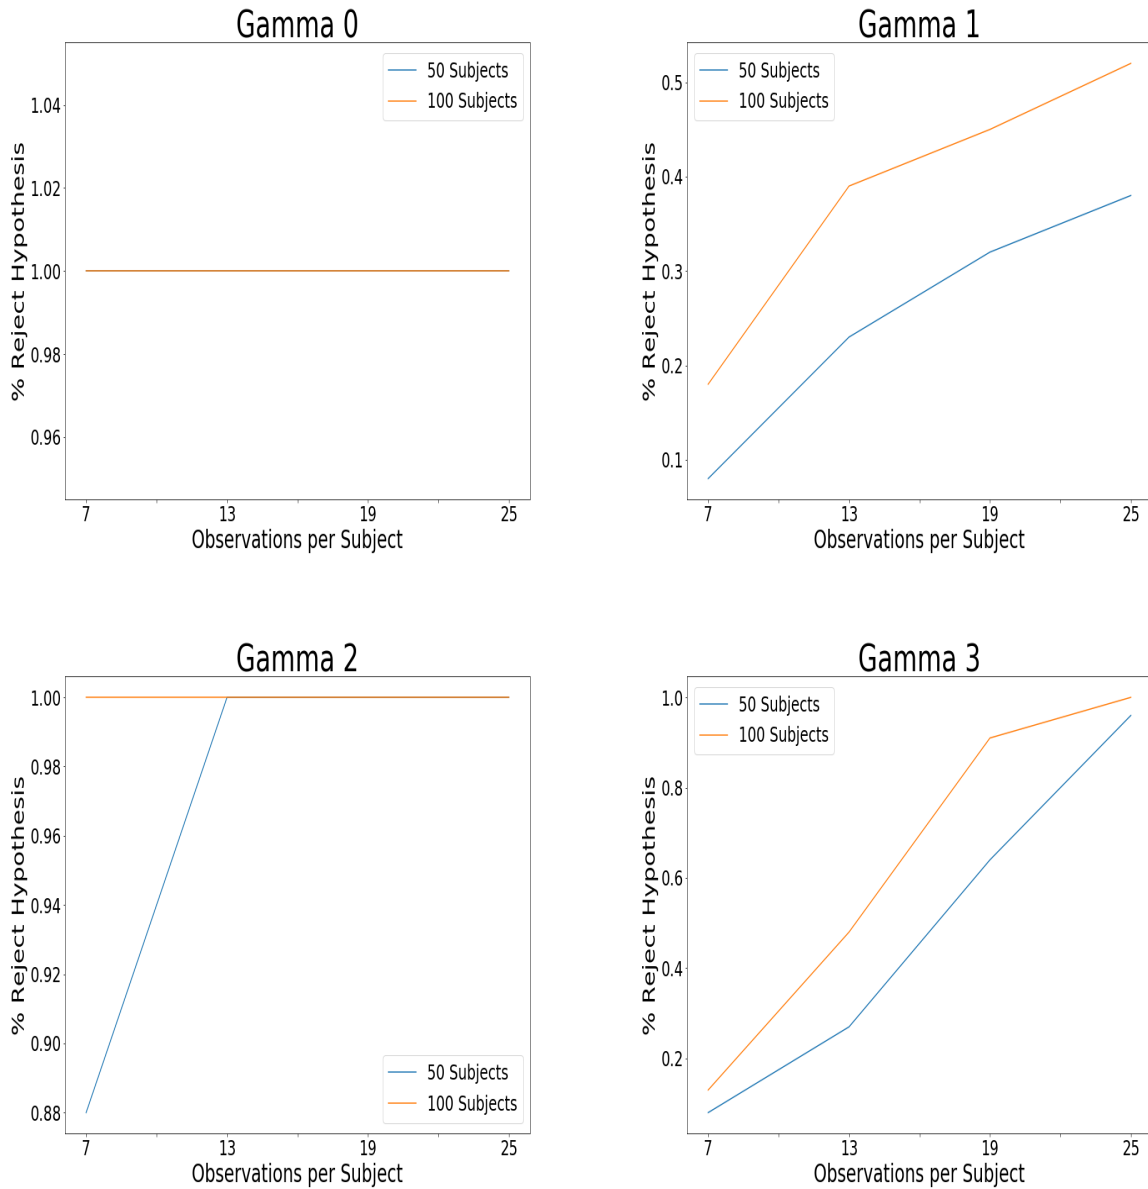 Gamma 0
50 Subjects
100 Subjects
% Reject Hypothesis
1.04
1.02
1.00
0.98
0.96
7 13 19 25
Observations per Subject
Gamma 1
50 Subjects
100 Subjects
% Reject Hypothesis
0.5
0.4
0.3
0.2
0.1
7 13 19 25
Observations per Subject
Gamma 2
% Reject Hypothesis
1.00
0.98
0.96
0.94
0.92
0.90
0.88
50 Subjects
100 Subjects
7 13 19 25
Observations per Subject
Gamma 3
50 Subjects
100 Subjects
% Reject Hypothesis
1.0
0.8
0.6
0.4
0.2
7 13 19 25
Observations per Subject